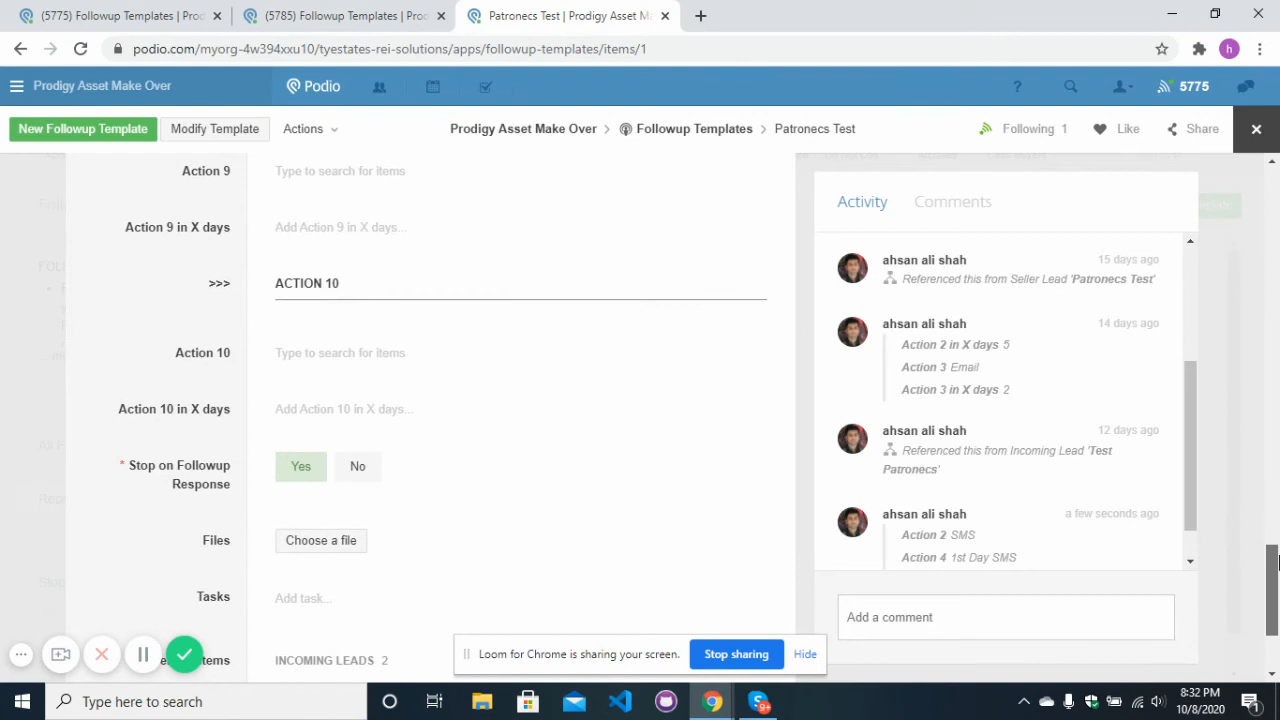 (5775) Followup Templates | Prod
(5785) Followup Templates | Prod
Patronecs Test | Prodigy Asset Ma
podio.com/myorg-4w394xxu10/tyestates-rei-solutions/apps/followup-templates/items/1
h
Prodigy Asset Make Over
Podio
?
5775
New Followup Template
Modify Template
Actions
Prodigy Asset Make Over > Followup Templates > Patronecs Test
Following 1
Like
Share
Action 9
Type to search for items
Action 9 in X days
Add Action 9 in X days...
>>>
ACTION 10
Action 10
Type to search for items
Action 10 in X days
Add Action 10 in X days...
* Stop on Followup
Response
Yes
No
Files
Choose a file
Tasks
Add task...
INCOMING LEADS 2
Activity
Comments
ahsan ali shah
15 days ago
Referenced this from Seller Lead 'Patronecs Test'
ahsan ali shah
14 days ago
Action 2 in X days 5
Action 3 Email
Action 3 in X days 2
ahsan ali shah
12 days ago
Referenced this from Incoming Lead 'Test
Patronecs'
ahsan ali shah
a few seconds ago
Action 2 SMS
Action 4 1st Day SMS
Add a comment
Loom for Chrome is sharing your screen.
Stop sharing
Hide
Type here to search
9+
8:32 PM
10/8/2020
1